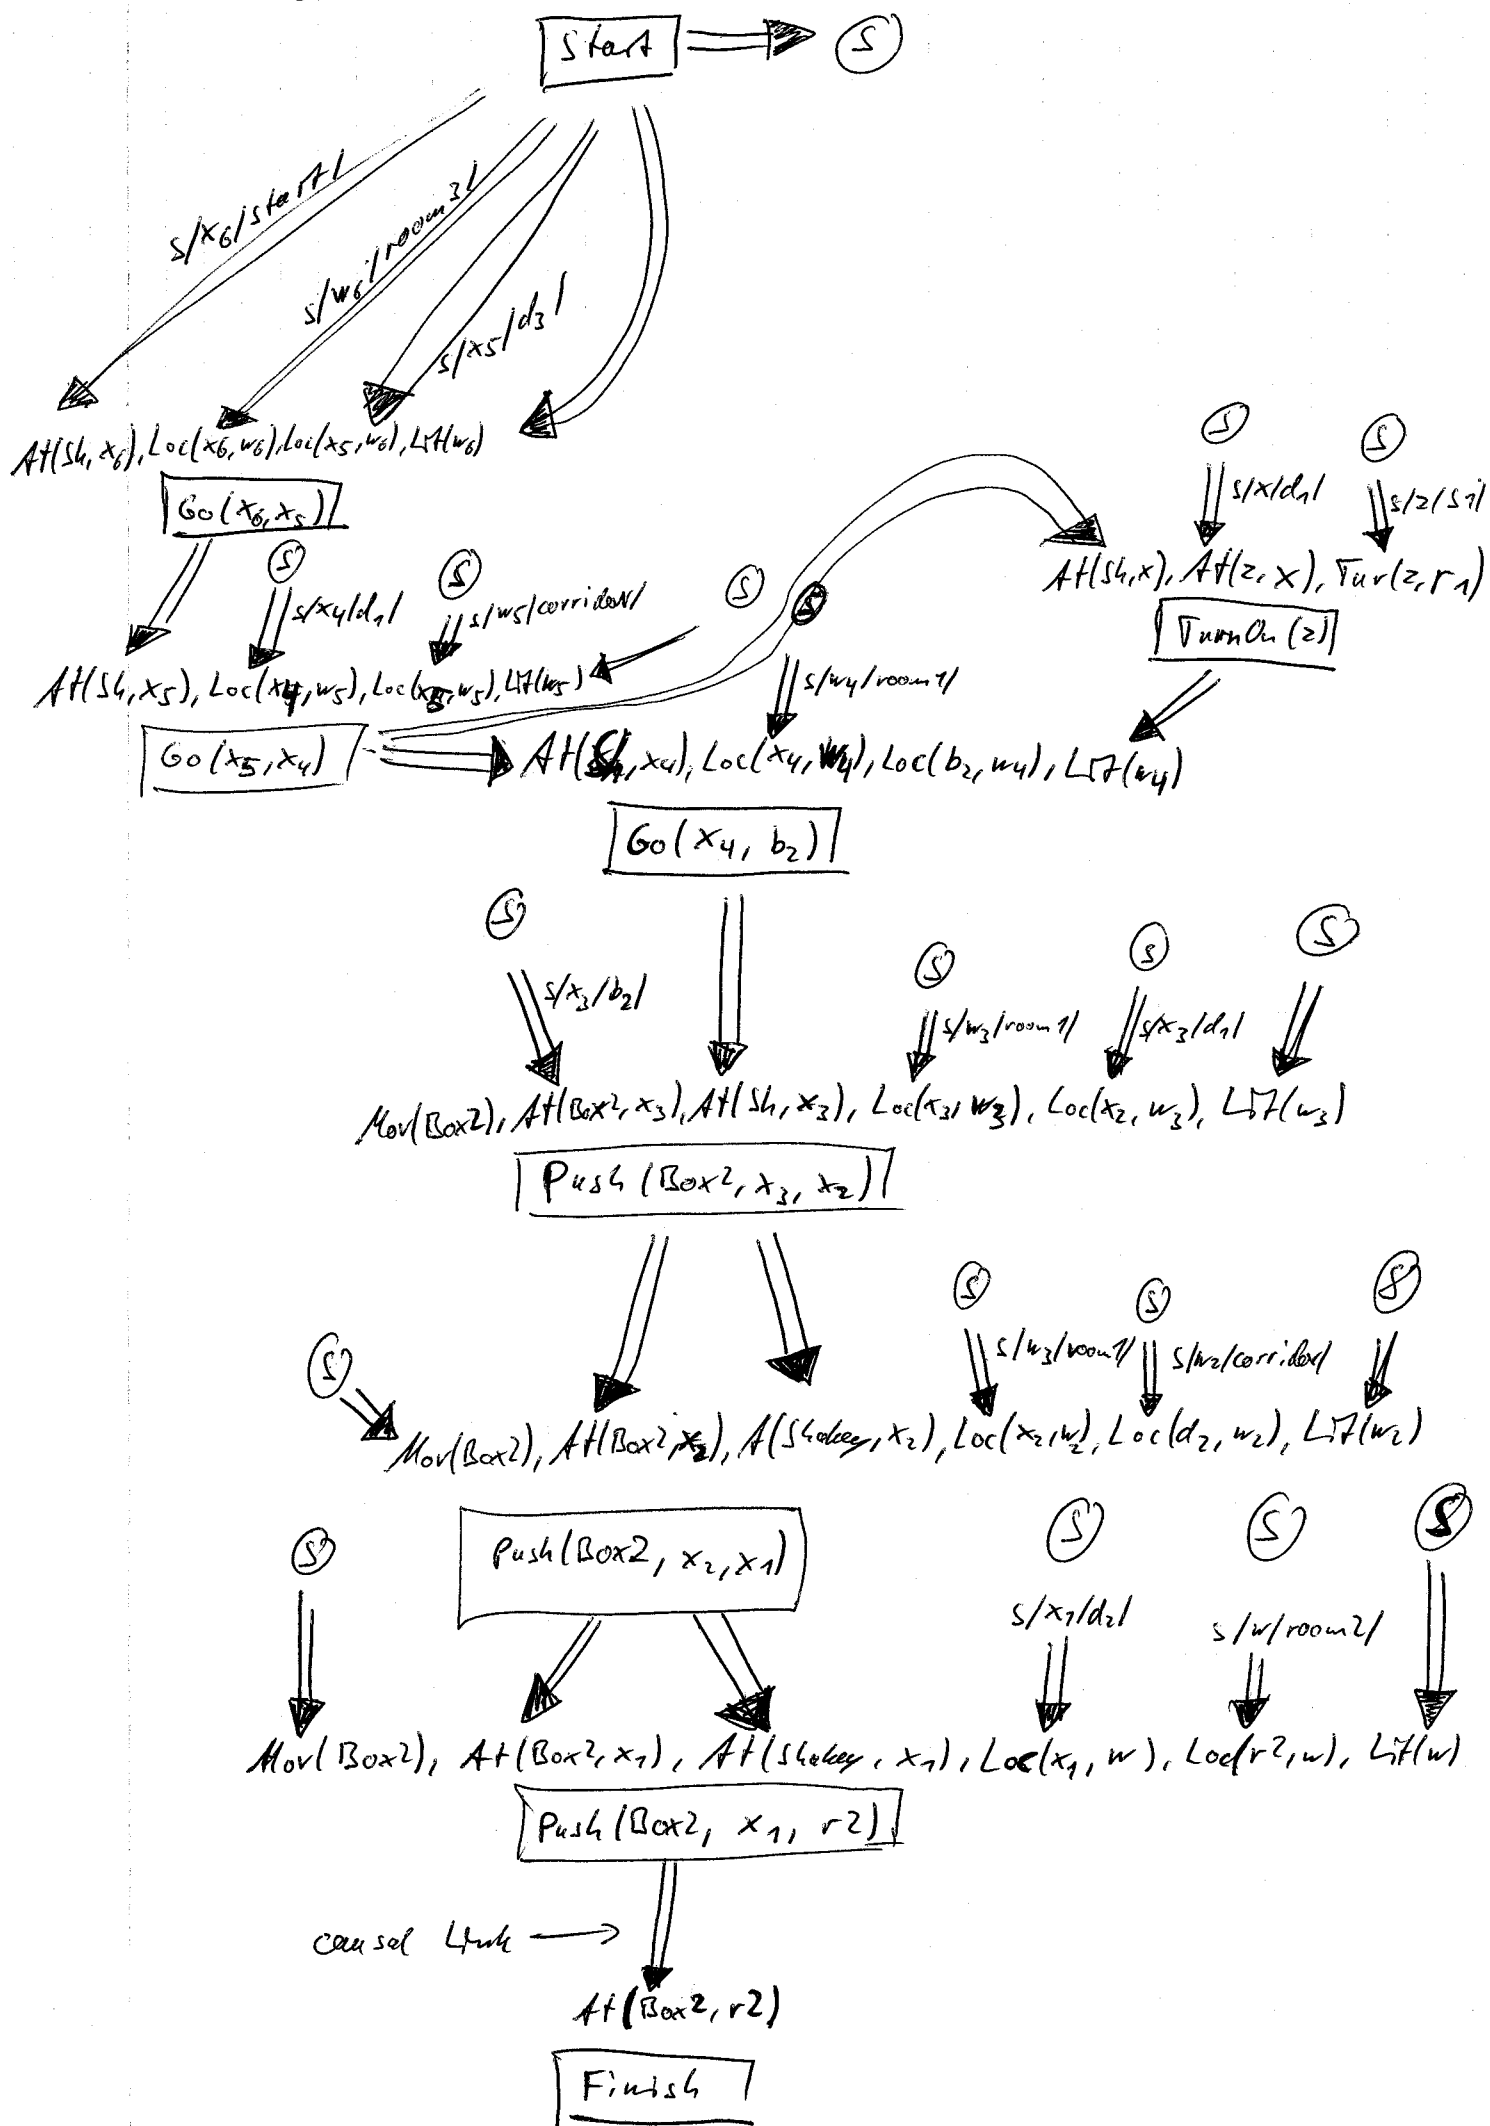 Start S
s/x6/start/
s/w6/room3/
s/x5/d3/
At(Sh, x6), Loc(x6, w6), Loc(x5, w6), Lit(w6)
Go(x6, x5)
S S
s/x/d1/ s/z/S1/
At(Sh, x), At(z, x), Tur(z, r1)
TurnOn(z)
S S S S
s/x4/d1/ s/w5/corridor/
At(Sh, x5), Loc(x4, w5), Loc(x5, w5), Lit(w5)
s/w4/room1/
Go(x5, x4) At(Sh, x4), Loc(x4, w4), Loc(b2, w4), Lit(w4)
Go(x4, b2)
S S S S
s/x3/b2/ s/w3/room1/ s/x3/d1/
Mov(Box2), At(Box2, x3), At(Sh, x3), Loc(x3, w3), Loc(x2, w3), Lit(w3)
Push(Box2, x3, x2)
S S S S
s/w3/room1/ s/w2/corridor/
Mov(Box2), At(Box2, x2), A(Shakey, x2), Loc(x2, w2), Loc(d2, w2), Lit(w2)
S Push(Box2, x2, x1) S S S
s/x1/d2/ s/w/room2/
Mov(Box2), At(Box2, x1), At(Shakey, x1), Loc(x1, w), Loc(r2, w), Lit(w)
Push(Box2, x1, r2)
causal Link
At(Box2, r2)
Finish